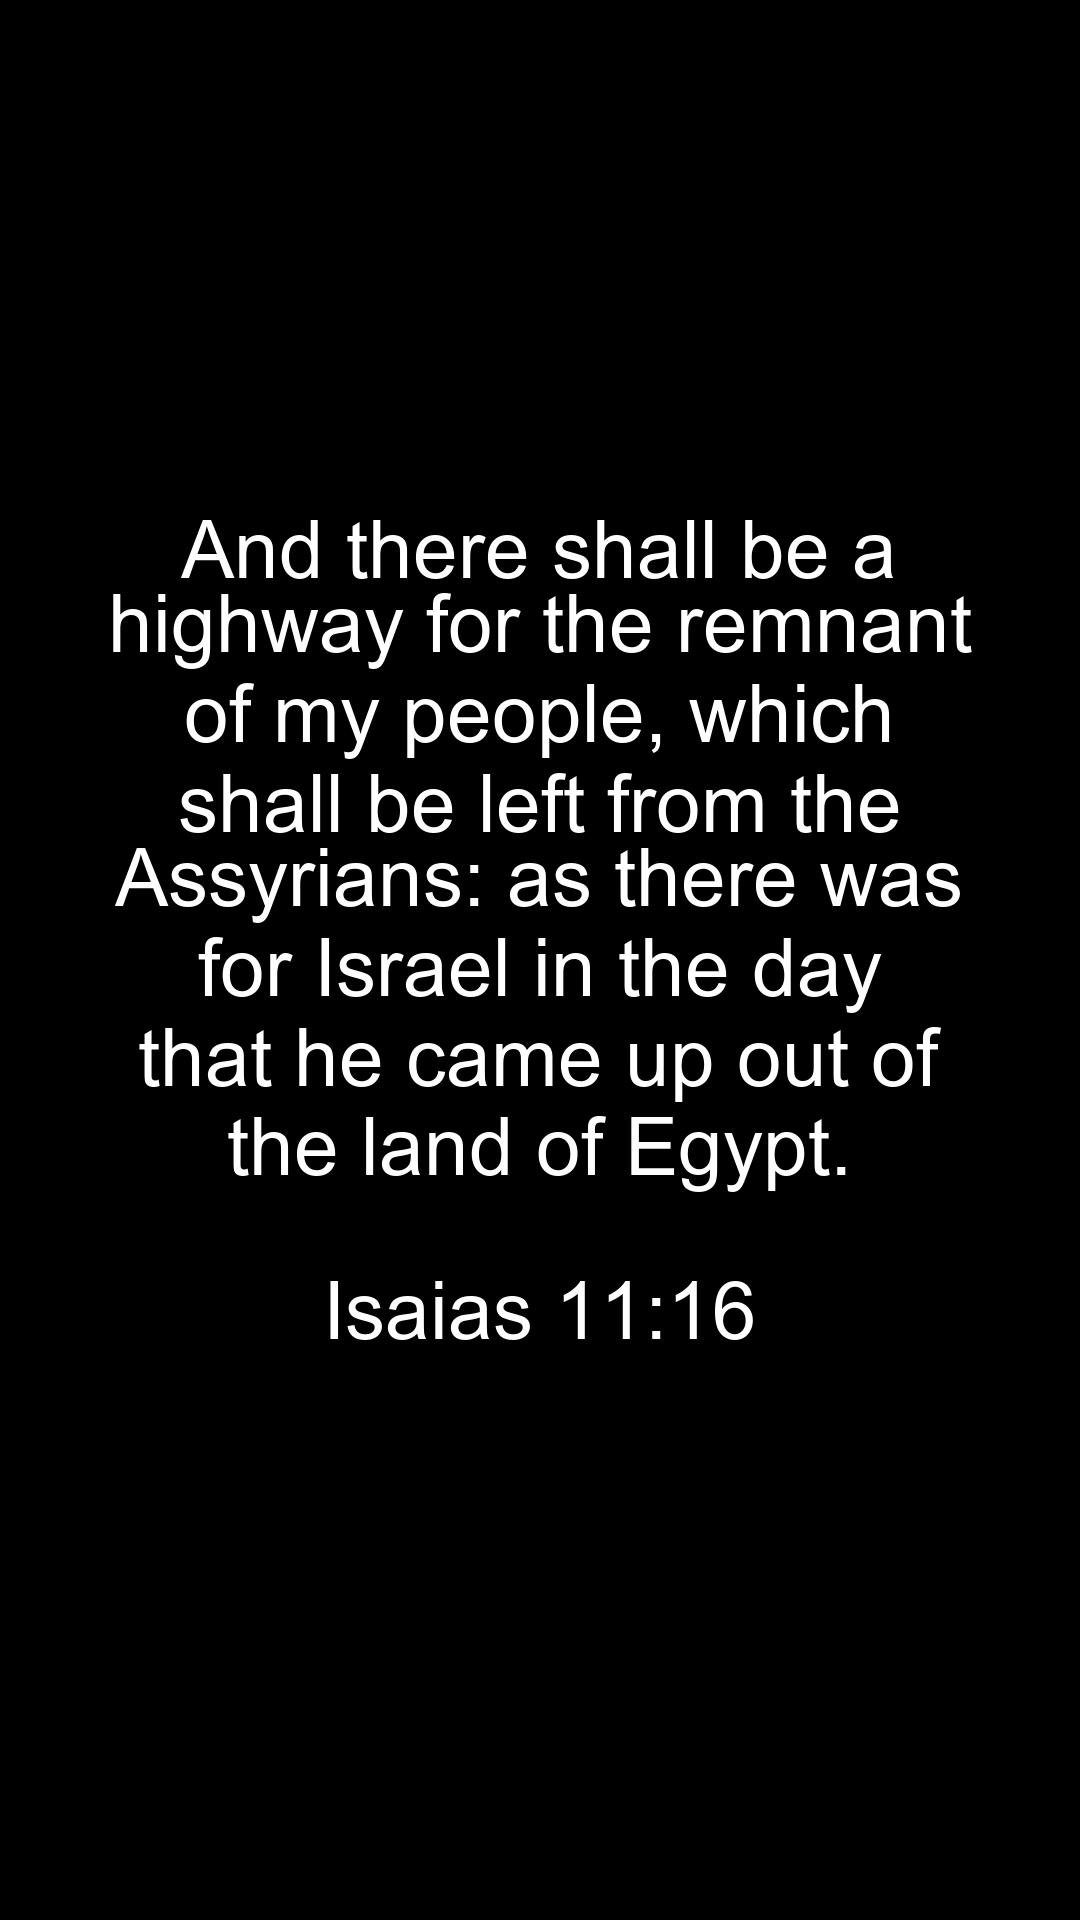 And there shall be a
highway for the remnant
of my people, which
shall be left from the
Assyrians: as there was
for Israel in the day
that he came up out of
the land of Egypt.
Isaias 11:16